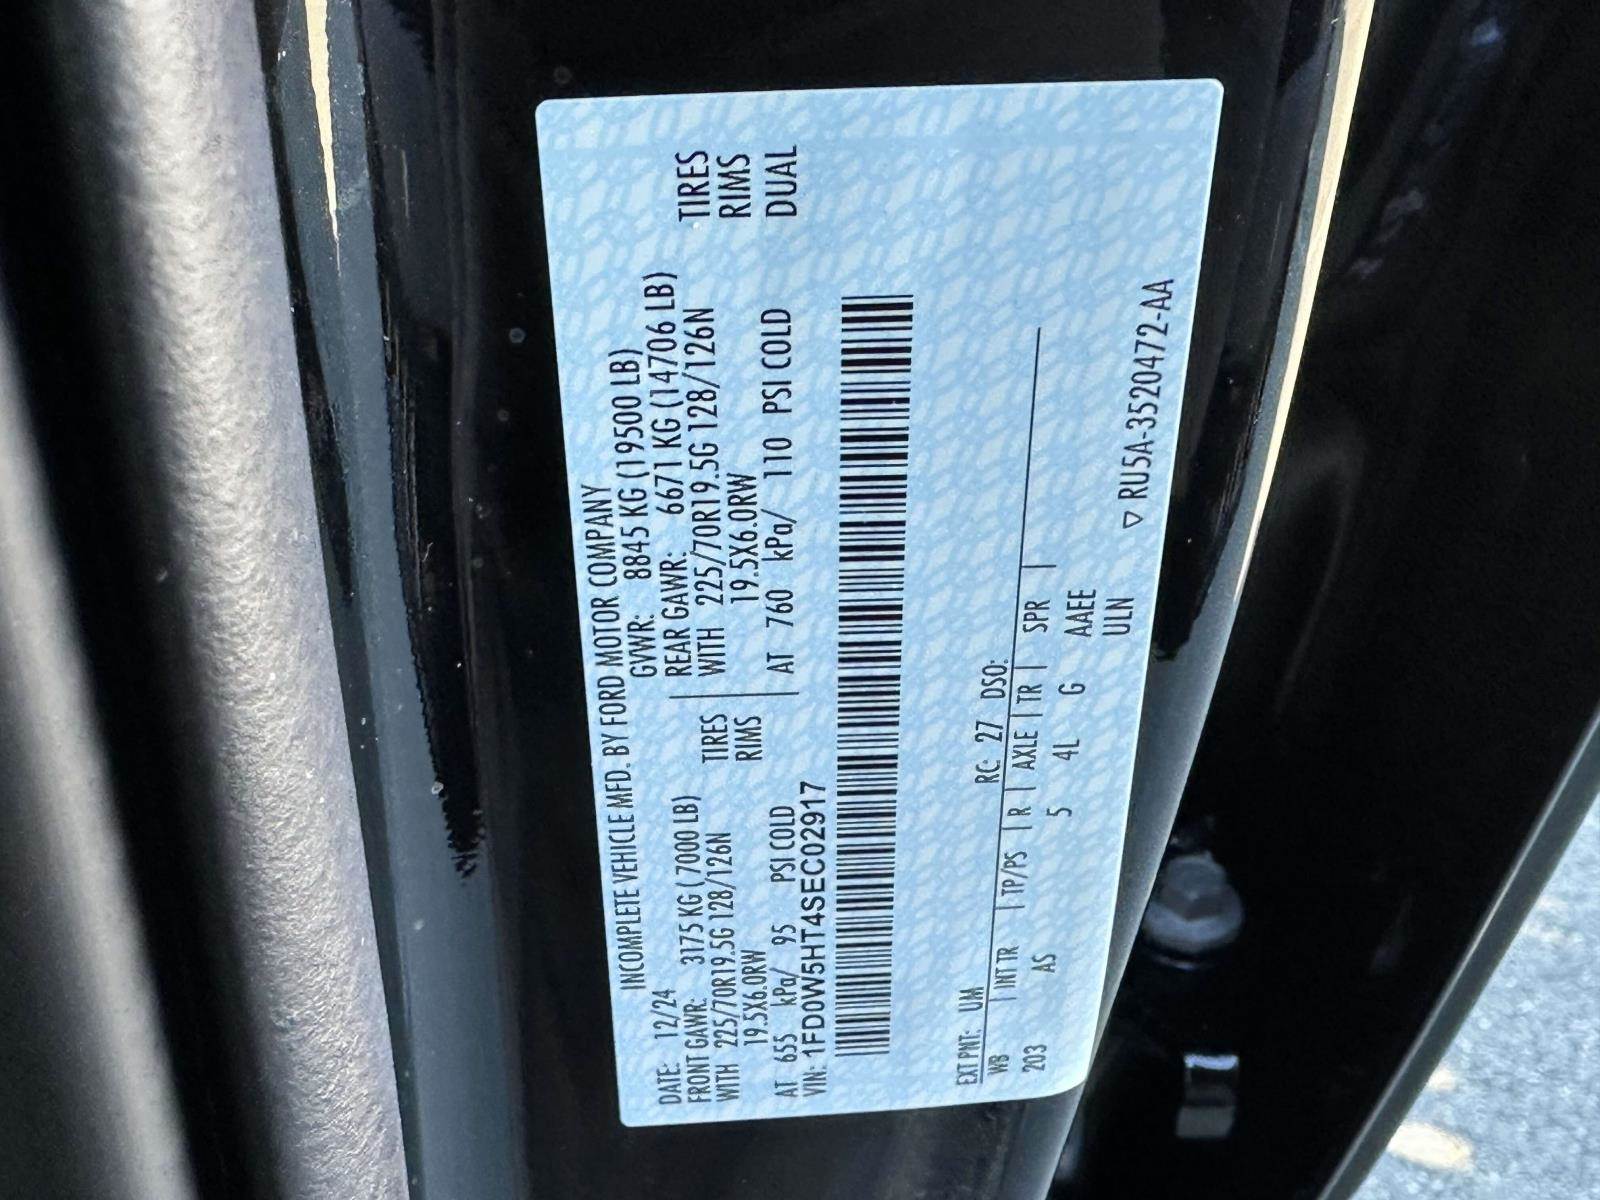 INCOMPLETE VEHICLE MFD. BY FORD MOTOR COMPANY
DATE: 12/24 GVWR: 8845 KG (19500 LB)
FRONT GAWR: 3175 KG (7000 LB) REAR GAWR: 6671 KG (14706 LB)
WITH 225/70R19.5G 128/126N TIRES WITH 225/70R19.5G 128/126N TIRES
19.5X6.0RW RIMS 19.5X6.0RW RIMS
AT 655 kPa/ 95 PSI COLD AT 760 kPa/ 110 PSI COLD DUAL
VIN: 1FD0W5HT4SEC02917
EXT PNT: UM RC: 27 DSO:
WB | INT TR | TP/PS | R | AXLE | TR | SPR |
203 AS 5 4L G AAEE
ULN
▽ RU5A-3520472-AA